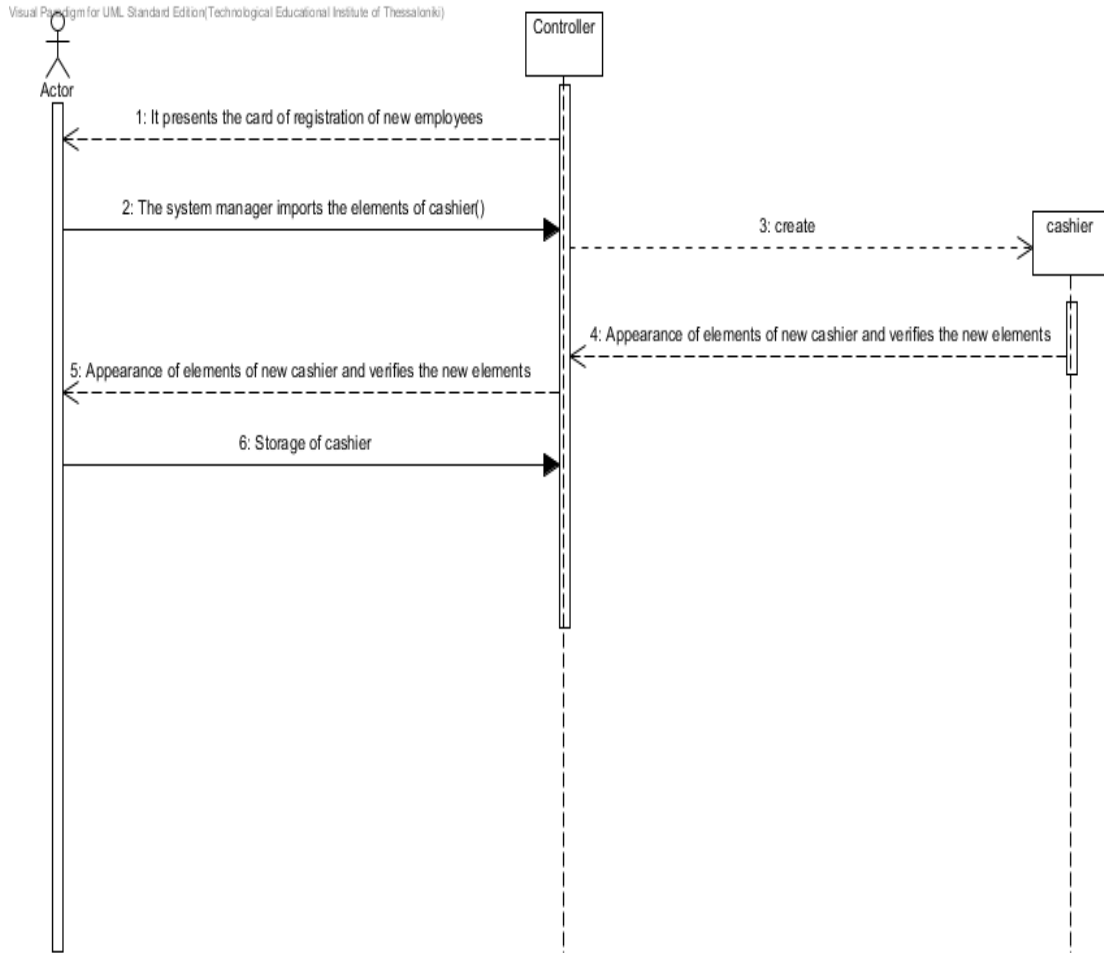 Visual Paradigm for UML Standard Edition(Technological Educational Institute of Thessaloniki)
Controller
Actor
1: It presents the card of registration of new employees
2: The system manager imports the elements of cashier()
3: create
cashier
4: Appearance of elements of new cashier and verifies the new elements
5: Appearance of elements of new cashier and verifies the new elements
6: Storage of cashier